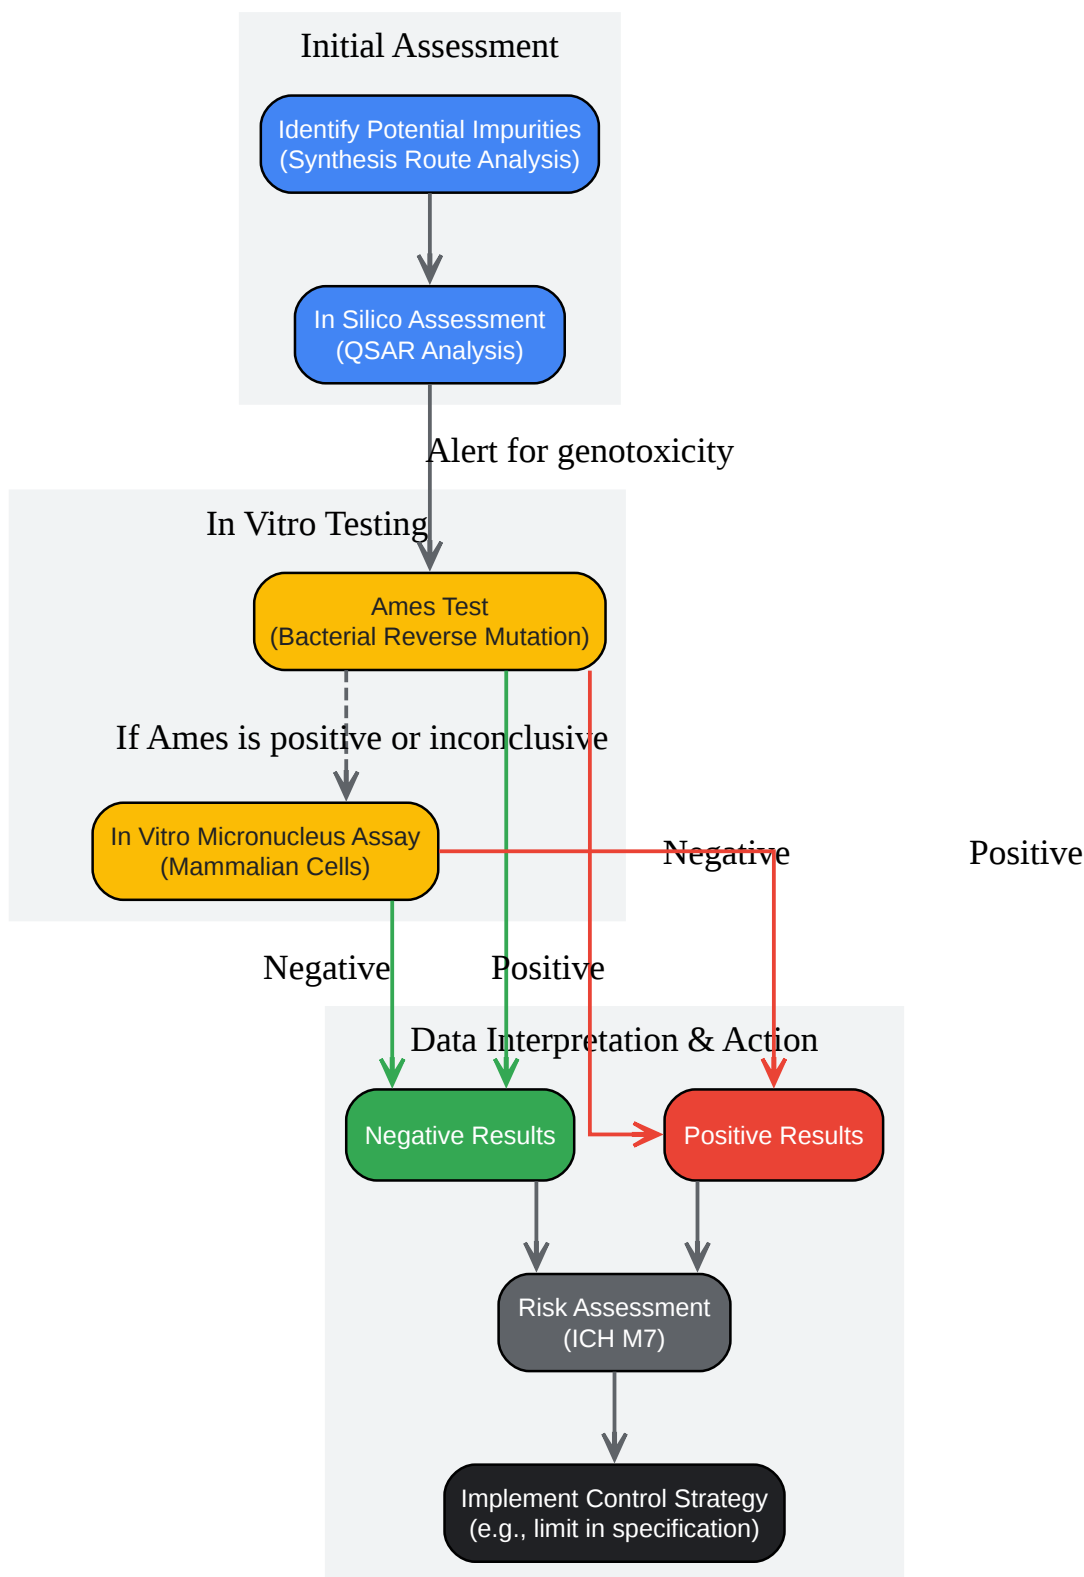 Initial Assessment
Identify Potential Impurities
(Synthesis Route Analysis)
In Silico Assessment
(QSAR Analysis)
Alert for genotoxicity
In Vitro Testing
Ames Test
(Bacterial Reverse Mutation)
If Ames is positive or inconclusive
In Vitro Micronucleus Assay
(Mammalian Cells)
Negative
Positive
Negative
Positive
Data Interpretation & Action
Negative Results
Positive Results
Risk Assessment
(ICH M7)
Implement Control Strategy
(e.g., limit in specification)